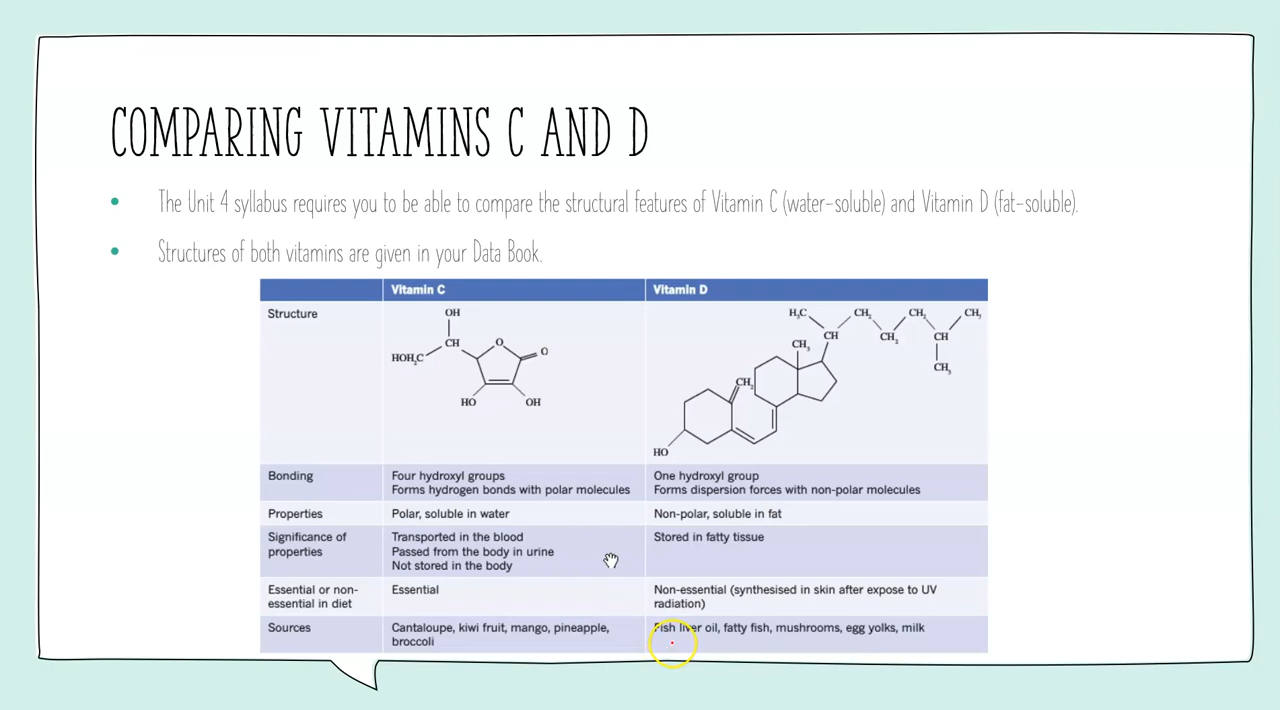 COMPARING VITAMINS C AND D
• The Unit 4 syllabus requires you to be able to compare the structural features of Vitamin C (water-soluble) and Vitamin D (fat-soluble).
• Structures of both vitamins are given in your Data Book.
Vitamin C Vitamin D
Structure
OH
CH
HOH₂C
O
O
HO
OH
H₃C
CH₂
CH₂
CH₃
CH
CH₂
CH
CH₃
CH₃
CH₂
HO
Bonding
Four hydroxyl groups
Forms hydrogen bonds with polar molecules
One hydroxyl group
Forms dispersion forces with non-polar molecules
Properties
Polar, soluble in water
Non-polar, soluble in fat
Significance of
properties
Transported in the blood
Passed from the body in urine
Not stored in the body
Stored in fatty tissue
Essential or non-
essential in diet
Essential
Non-essential (synthesised in skin after expose to UV
radiation)
Sources
Cantaloupe, kiwi fruit, mango, pineapple,
broccoli
Fish liver oil, fatty fish, mushrooms, egg yolks, milk